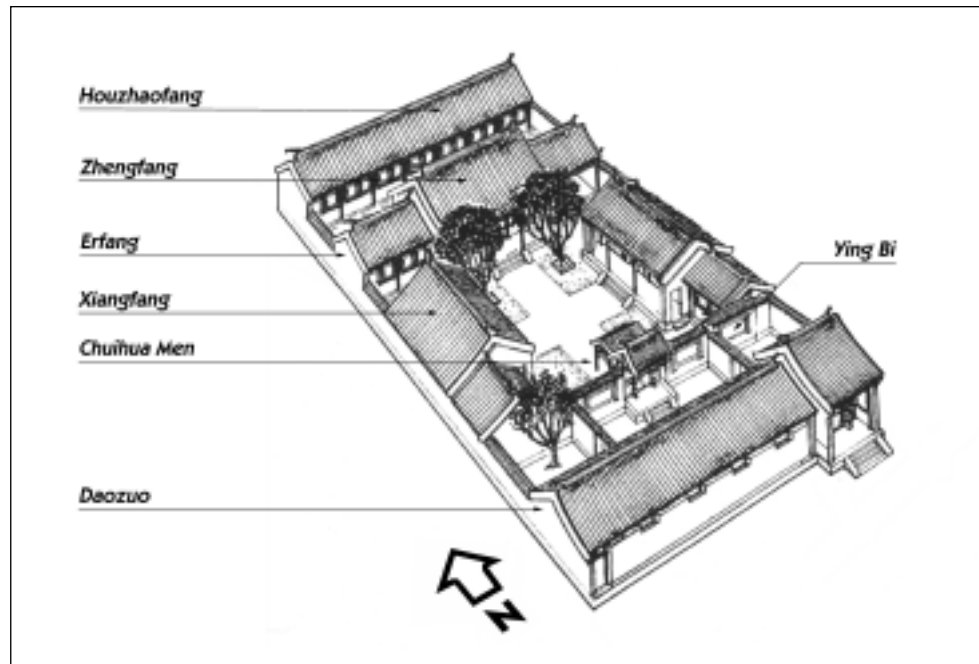 Houzhaofang
Zhengfang
Erfang
Ying Bi
Xiangfang
Chuihua Men
Daozuo
N